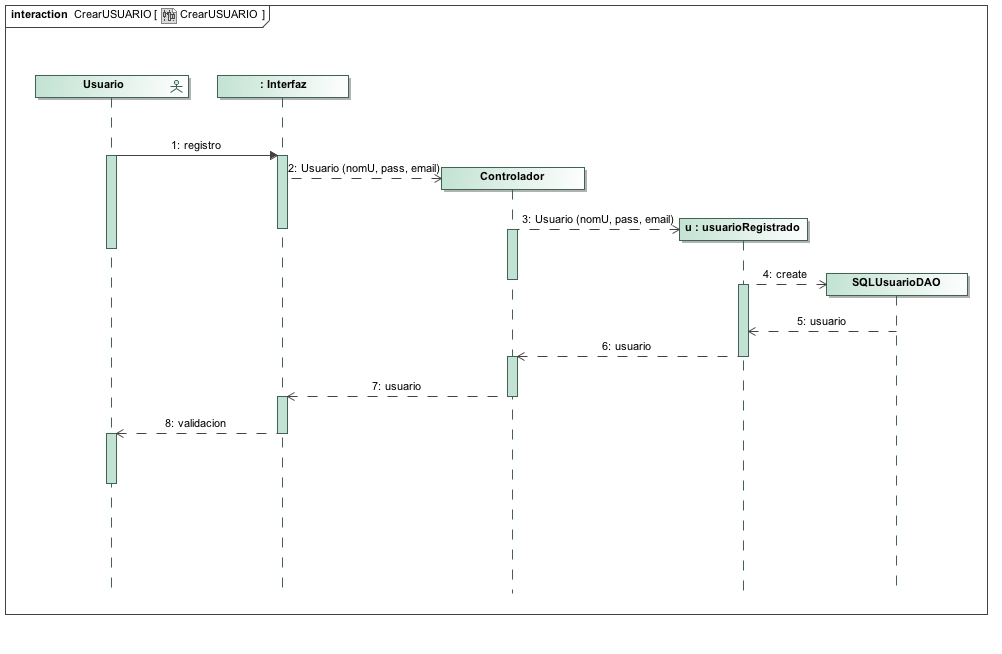 interaction CrearUSUARIO [ CrearUSUARIO ]
Usuario
: Interfaz
1: registro
2: Usuario (nomU, pass, email)
Controlador
3: Usuario (nomU, pass, email)
u : usuarioRegistrado
4: create
SQLUsuarioDAO
5: usuario
6: usuario
7: usuario
8: validacion